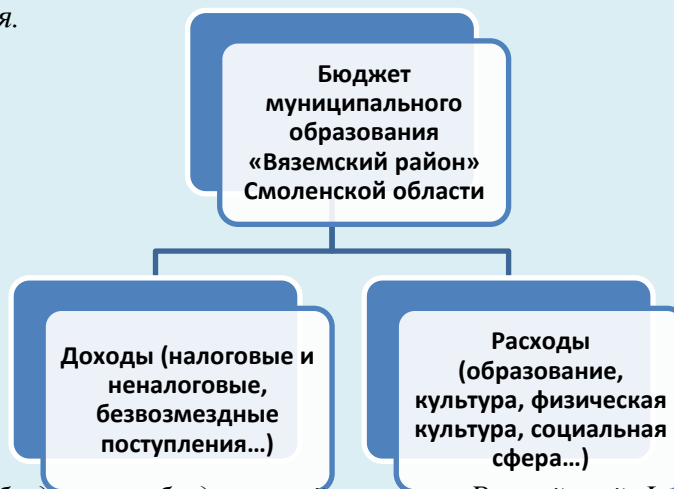 я.
Бюджет
муниципального
образования
«Вяземский район»
Смоленской области
Доходы (налоговые и
неналоговые,
безвозмездные
поступления…)
Расходы
(образование,
культура, физическая
культура, социальная
сфера…)